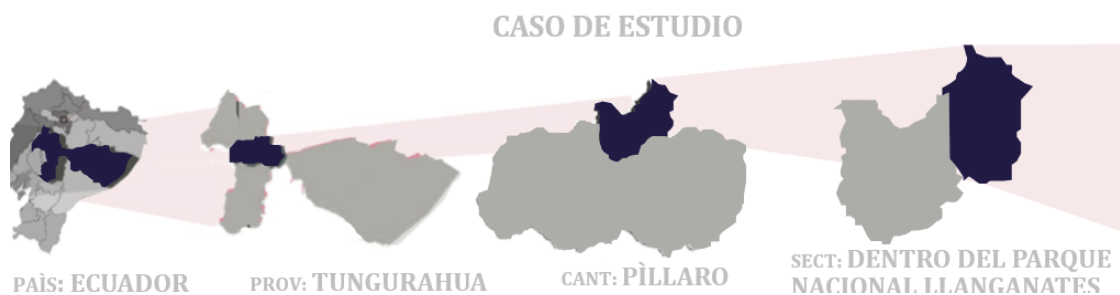 CASO DE ESTUDIO
PAÌS: ECUADOR
PROV: TUNGURAHUA
CANT: PÌLLARO
SECT: DENTRO DEL PARQUE
NACIONAL LLANGANATES